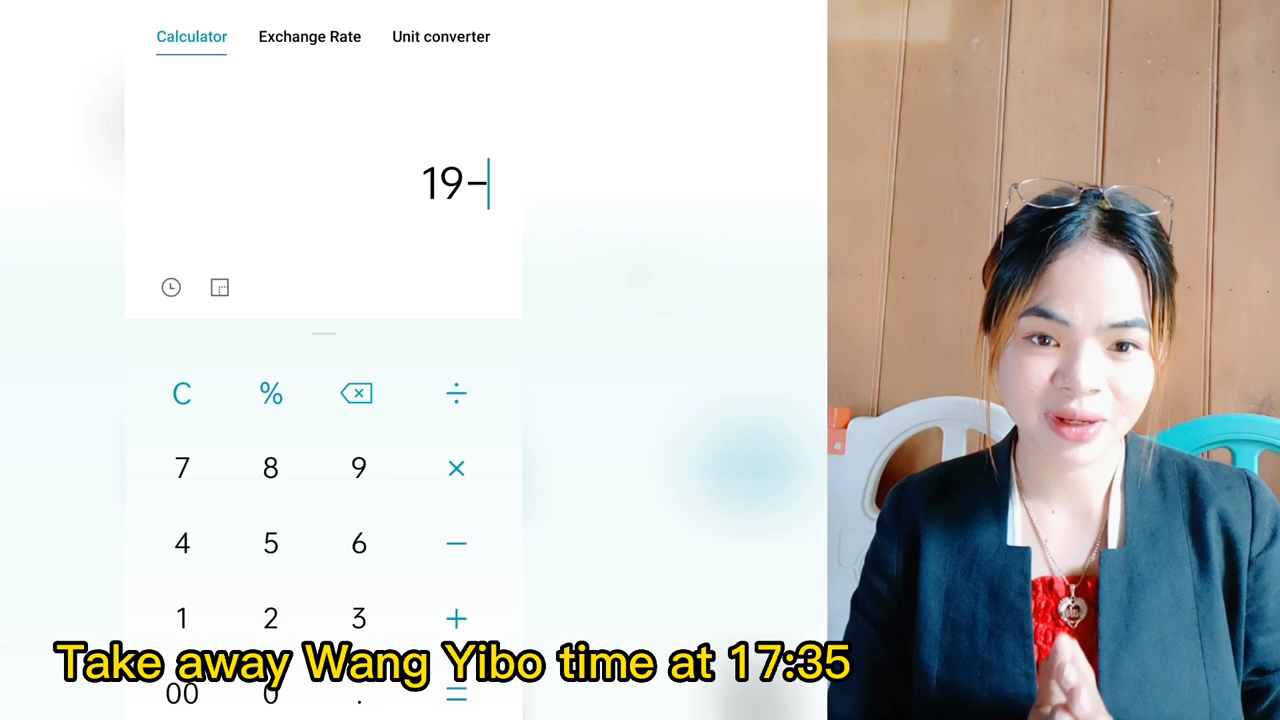 Calculator Exchange Rate Unit converter
19−
C % ÷
7 8 9 ×
4 5 6 −
1 2 3 +
Take away Wang Yibo time at 17:35
00 0 . =